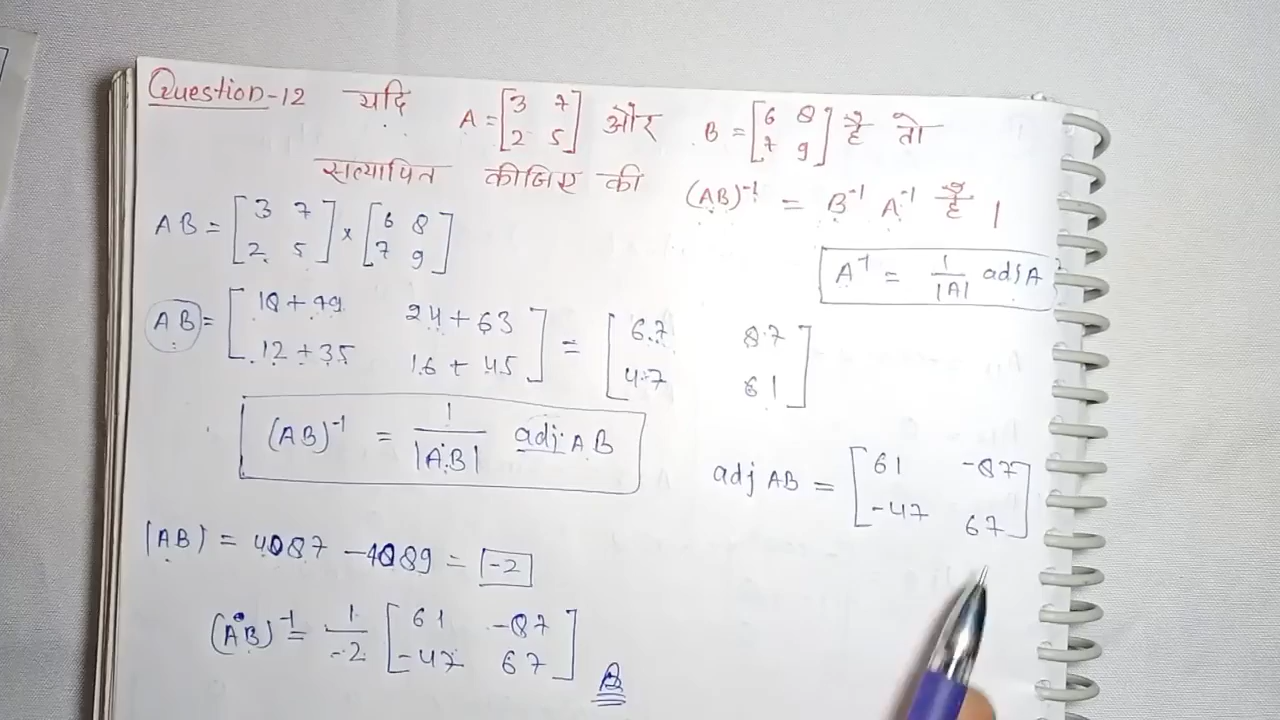 Question-12 यदि A = [3 7 2 5] और B = [6 8 7 9] है तो
सत्यापित कीजिए की (AB)⁻¹ = B⁻¹ A⁻¹ है |
AB = [3 7 2 5] × [6 8 7 9]
A⁻¹ = 1/|A| adj A
AB = [18+49 24+63 12+35 16+45] = [67 87 47 61]
(AB)⁻¹ = 1/|AB| adj. AB
adj AB = [61 -87 -47 67]
|AB| = 4087 - 4089 = -2
(AB)⁻¹ = 1/-2 [61 -87 -47 67]